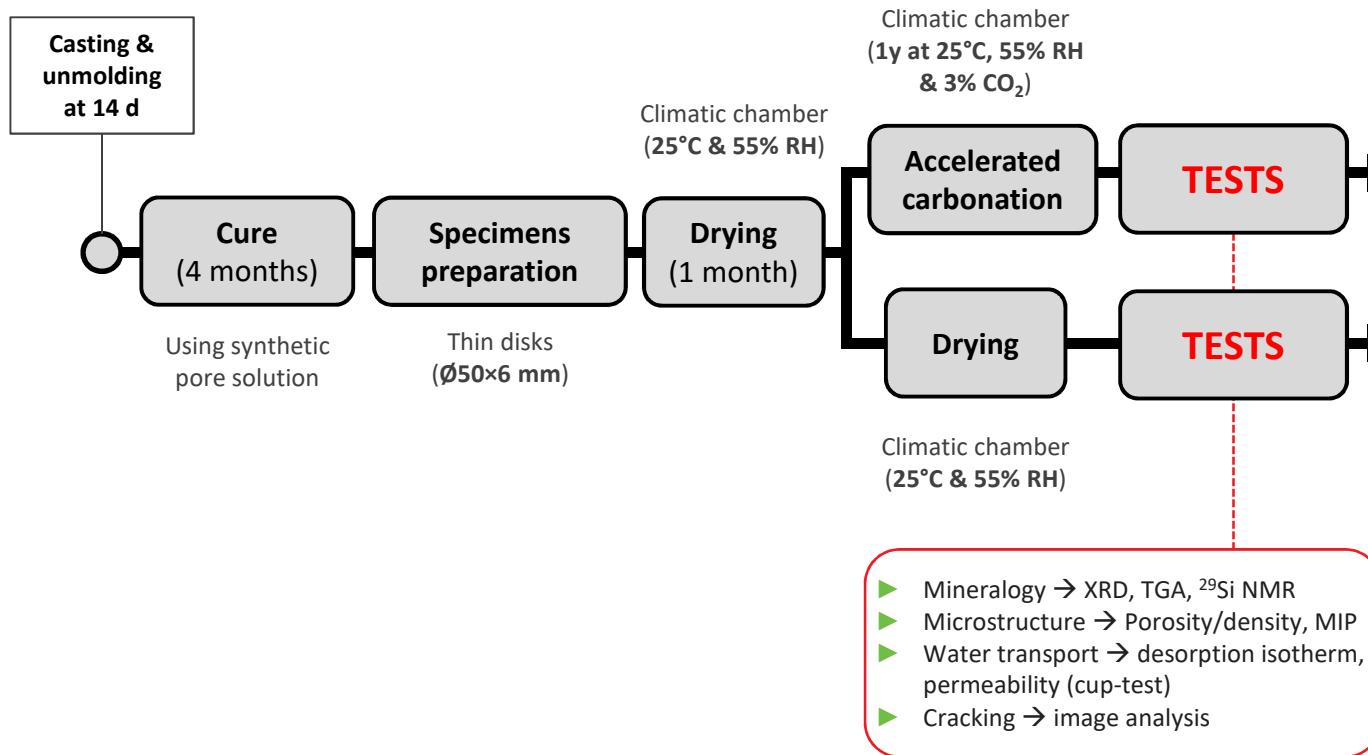 Casting &
unmolding
at 14 d
Climatic chamber
(1y at 25°C, 55% RH
& 3% CO₂)
Climatic chamber
(25°C & 55% RH)
Accelerated
carbonation
TESTS
Cure
(4 months)
Specimens
preparation
Drying
(1 month)
Using synthetic
pore solution
Thin disks
(Ø50×6 mm)
Drying
TESTS
Climatic chamber
(25°C & 55% RH)
► Mineralogy → XRD, TGA, ²⁹Si NMR
► Microstructure → Porosity/density, MIP
► Water transport → desorption isotherm,
permeability (cup-test)
► Cracking → image analysis